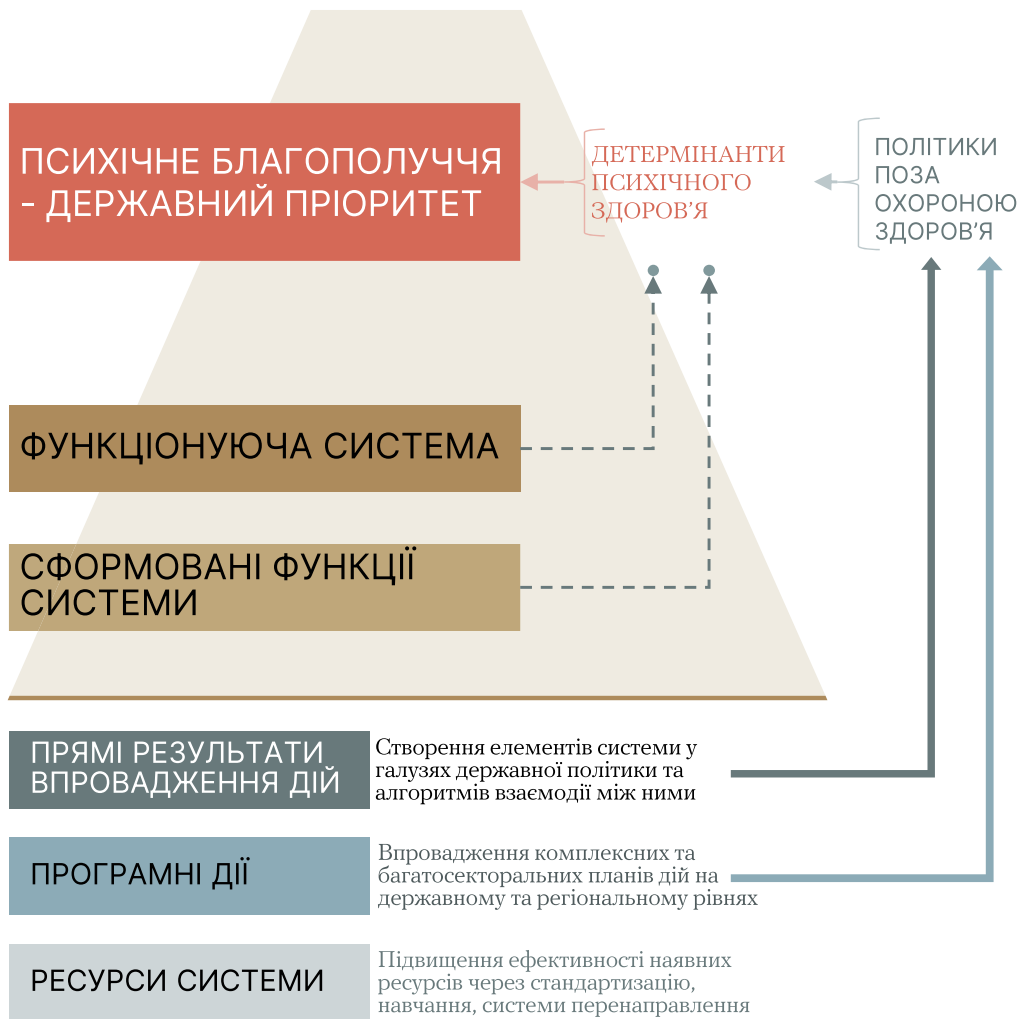 ПСИХІЧНЕ БЛАГОПОЛУЧЧЯ
- ДЕРЖАВНИЙ ПРІОРИТЕТ
ДЕТЕРМІНАНТИ
ПСИХІЧНОГО
ЗДОРОВ'Я
ПОЛІТИКИ
ПОЗА
ОХОРОНОЮ
ЗДОРОВ'Я
ФУНКЦІОНУЮЧА СИСТЕМА
СФОРМОВАНІ ФУНКЦІЇ
СИСТЕМИ
ПРЯМІ РЕЗУЛЬТАТИ
ВПРОВАДЖЕННЯ ДІЙ
Створення елементів системи у
галузях державної політики та
алгоритмів взаємодії між ними
ПРОГРАМНІ ДІЇ
Впровадження комплексних та
багатосекторальних планів дій на
державному та регіональному рівнях
РЕСУРСИ СИСТЕМИ
Підвищення ефективності наявних
ресурсів через стандартизацію,
навчання, системи перенаправлення